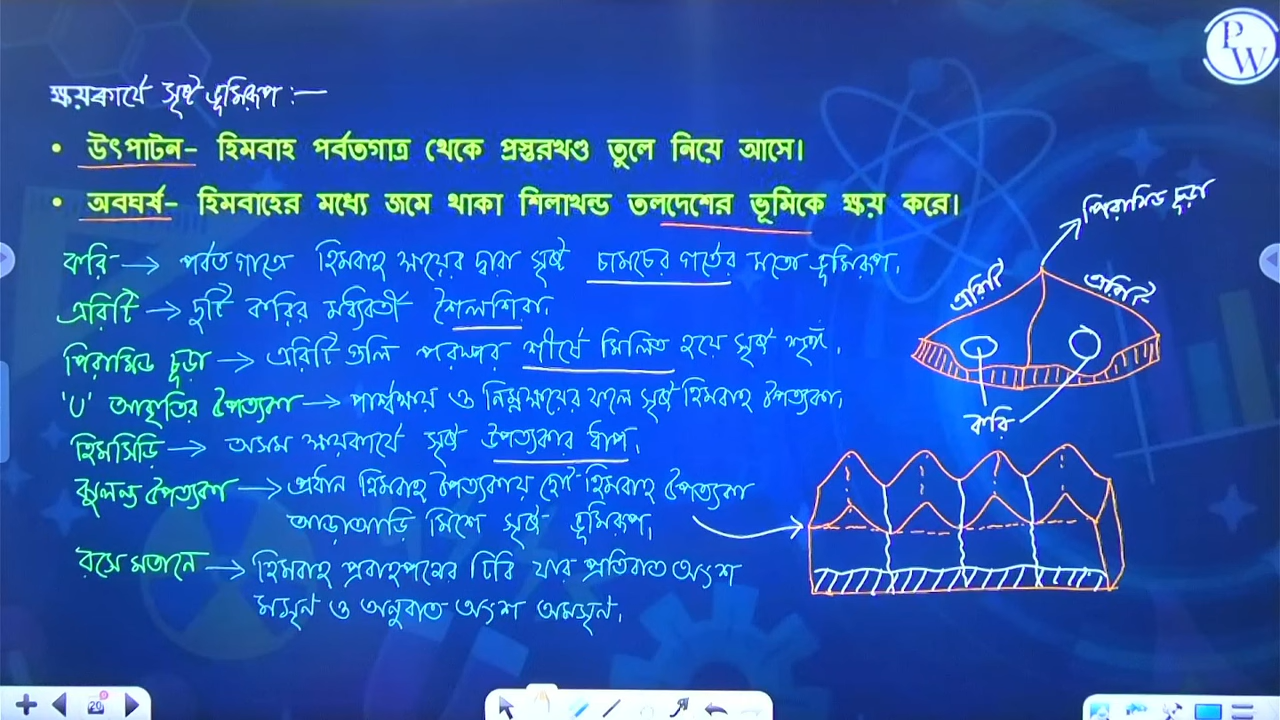 PW
ক্ষয়কার্যে সৃষ্ট ভূমিরূপ :—
• উৎপাটন- হিমবাহ পর্বতগাত্র থেকে প্রস্তরখণ্ড তুলে নিয়ে আসে।
• অবঘর্ষ- হিমবাহের মধ্যে জমে থাকা শিলাখন্ড তলদেশের ভূমিকে ক্ষয় করে।
করি → পর্বত গাত্রে হিমবাহ ক্ষয়ের দ্বারা সৃষ্ট চামচের গর্তের মতো ভূমিরূপ।
এরিটি → দুটি করির মধ্যবর্তী শৈলশিরা।
পিরামিড চূড়া → এরিটি গুলি পরস্পর শীর্ষে মিলিত হয়ে সৃষ্ট শৃঙ্গ।
'U' আকৃতির উপত্যকা → পার্শ্বক্ষয় ও নিম্নক্ষয়ের ফলে সৃষ্ট হিমবাহ উপত্যকা।
হিমসিঁড়ি → অসম ক্ষয়কার্যে সৃষ্ট উপত্যকার ধাপ।
ঝুলন্ত উপত্যকা → প্রধান হিমবাহ উপত্যকায় ছোট হিমবাহ উপত্যকা
আড়াআড়ি মিশে সৃষ্ট ভূমিরূপ।
রসে মতানে → হিমবাহ প্রবাহপথের ঢিবি যার প্রতিবাত অংশ
মসৃণ ও অনুবাত অংশ অমসৃণ।
পিরামিড চূড়া
এরিটি
এরিটি
করি
20